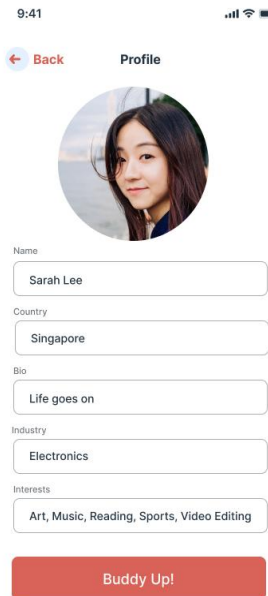 9:41
Back
Profile
Name
Sarah Lee
Country
Singapore
Bio
Life goes on
Industry
Electronics
Interests
Art, Music, Reading, Sports, Video Editing
Buddy Up!